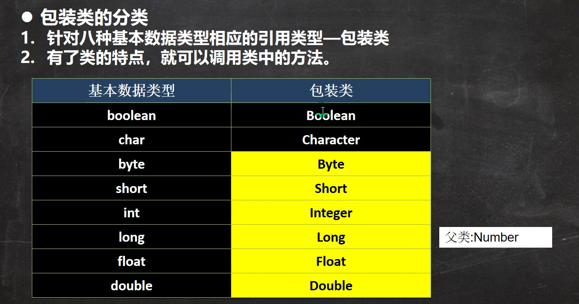 ● 包装类的分类
1. 针对八种基本数据类型相应的引用类型—包装类
2. 有了类的特点，就可以调用类中的方法。
基本数据类型 包装类
boolean Boolean
char Character
byte Byte
short Short
int Integer
long Long
父类:Number
float Float
double Double